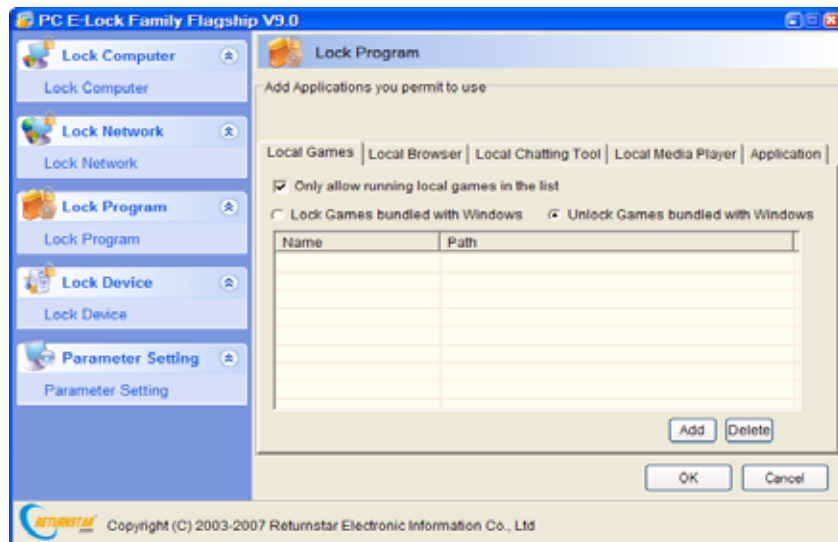 PC E-Lock Family Flagship V9.0
Lock Computer
Lock Computer
Lock Network
Lock Network
Lock Program
Lock Program
Lock Device
Lock Device
Parameter Setting
Parameter Setting
Lock Program
Add Applications you permit to use
Local Games Local Browser Local Chatting Tool Local Media Player Application
Only allow running local games in the list
Lock Games bundled with Windows Unlock Games bundled with Windows
Name Path
Add Delete
OK Cancel
RETURNSTAR Copyright (C) 2003-2007 Returnstar Electronic Information Co., Ltd